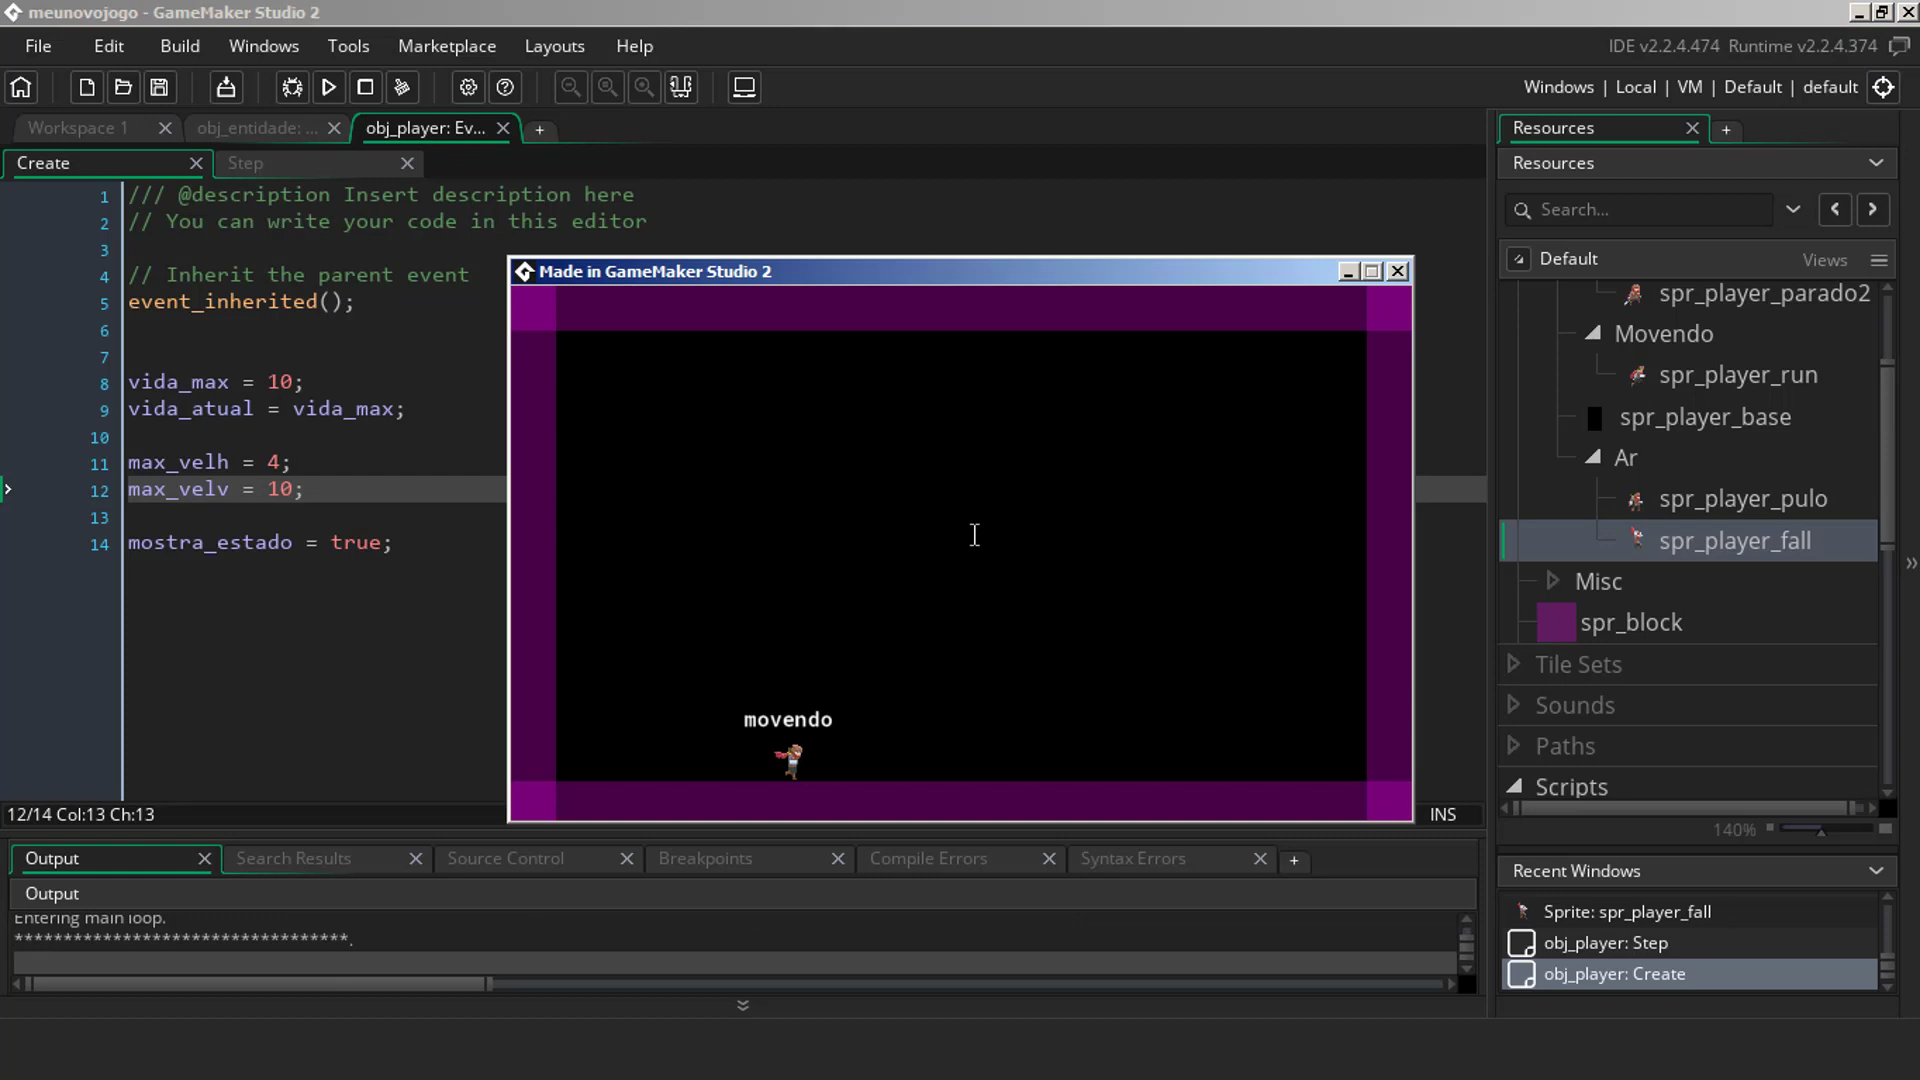 meunovojogo - GameMaker Studio 2
File Edit Build Windows Tools Marketplace Layouts Help
IDE v2.2.4.474 Runtime v2.2.4.374
Windows | Local | VM | Default | default
Workspace 1
obj_entidade: ...
obj_player: Ev...
Create
Step
1 /// @description Insert description here
2 // You can write your code in this editor
3
4 // Inherit the parent event
5 event_inherited();
6
7
8 vida_max = 10;
9 vida_atual = vida_max;
10
11 max_velh = 4;
12 max_velv = 10;
13
14 mostra_estado = true;
12/14 Col:13 Ch:13
INS
Made in GameMaker Studio 2
movendo
Output
Search Results
Source Control
Breakpoints
Compile Errors
Syntax Errors
Output
Entering main loop.
**********************************.
Resources
Resources
Search...
Default
Views
spr_player_parado2
Movendo
spr_player_run
spr_player_base
Ar
spr_player_pulo
spr_player_fall
Misc
spr_block
Tile Sets
Sounds
Paths
Scripts
140%
Recent Windows
Sprite: spr_player_fall
obj_player: Step
obj_player: Create